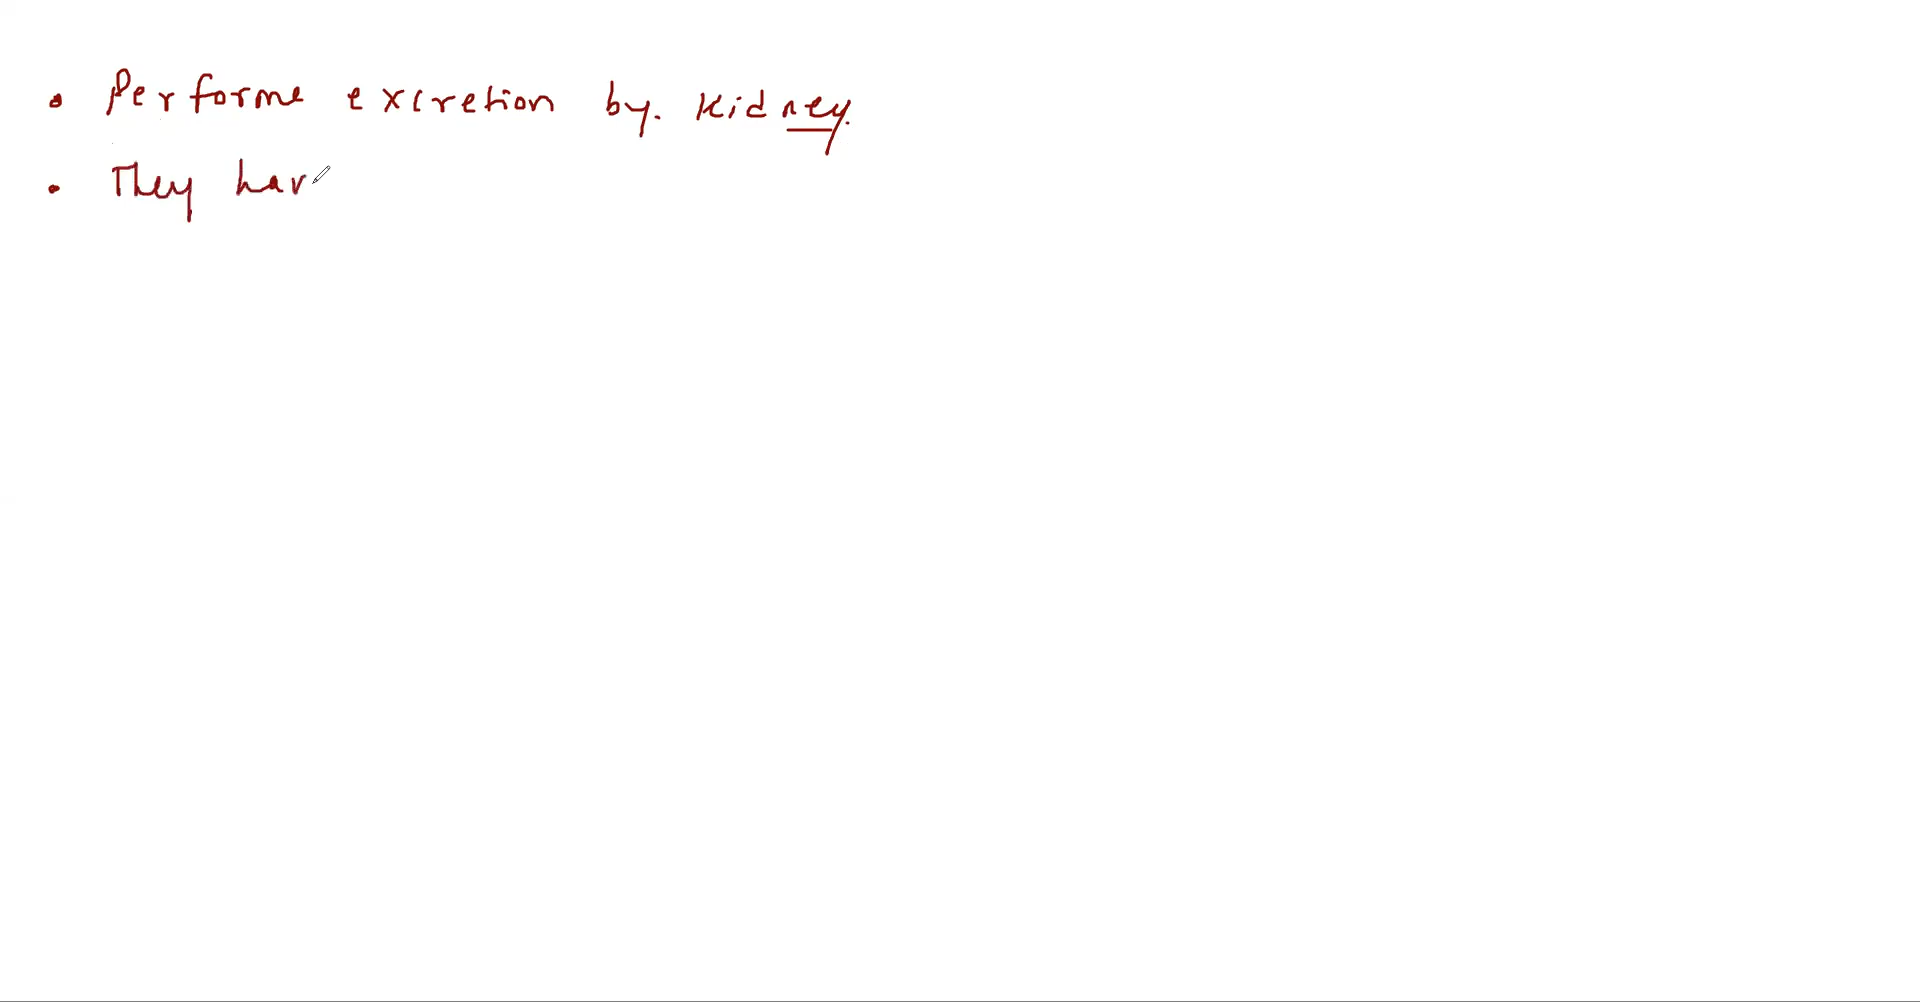 • Performe excretion by. Kidney.
• They hav